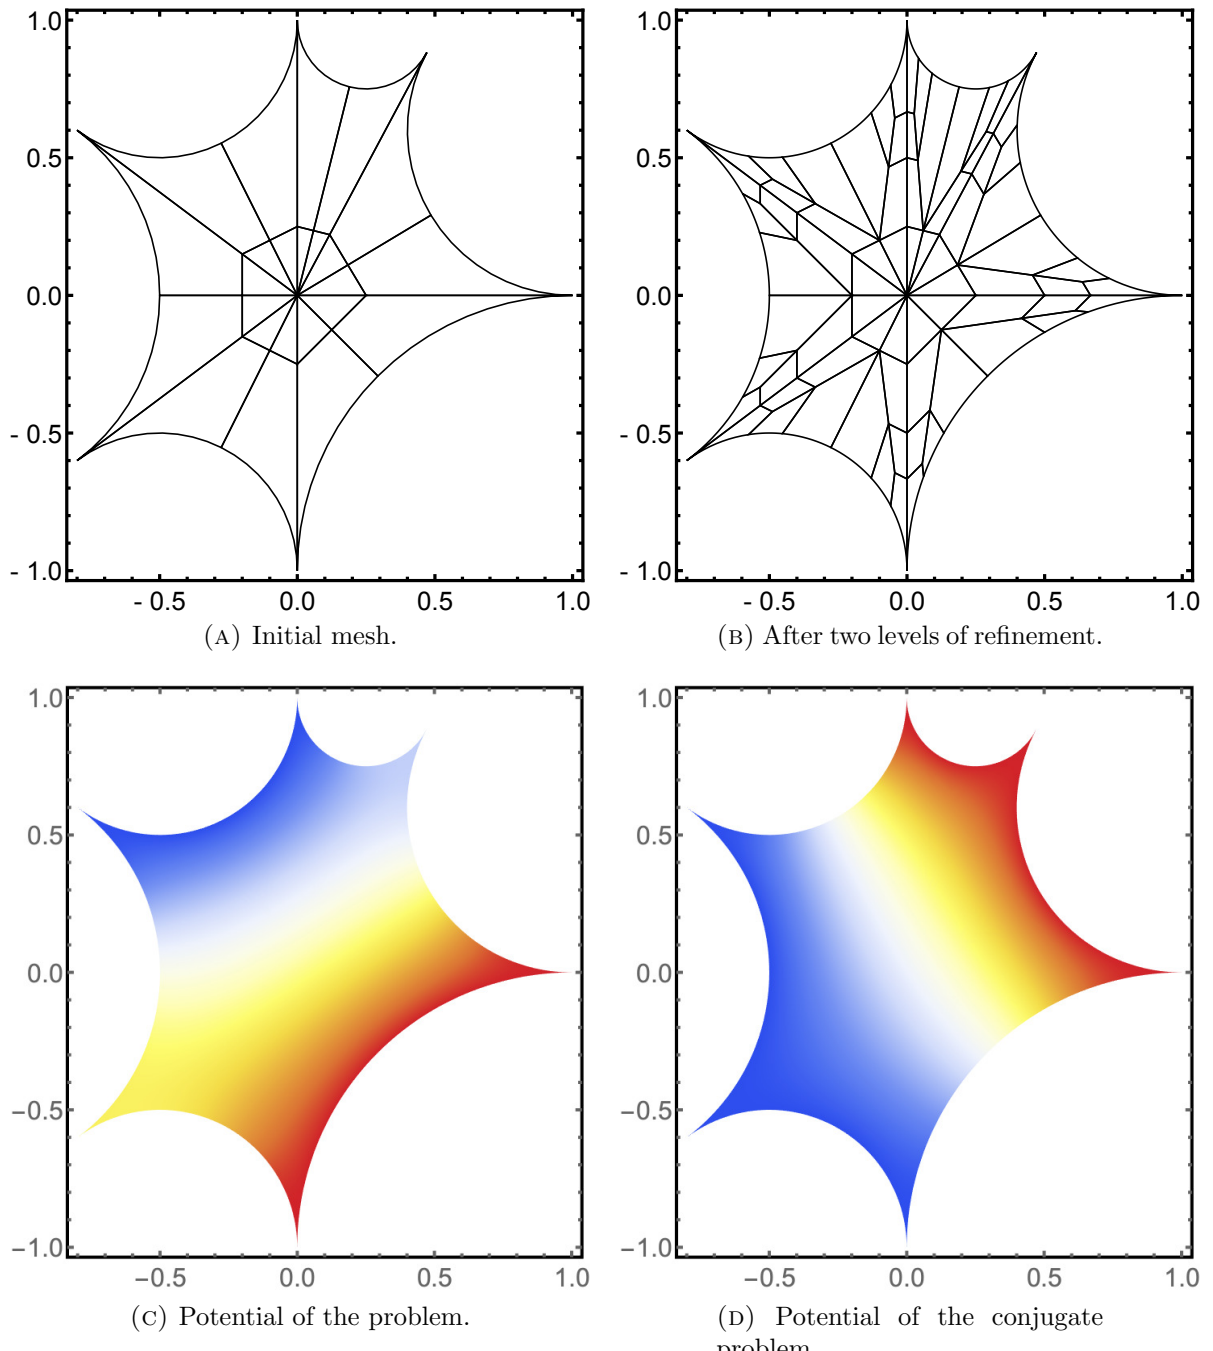 1.0
0.5
0.0
- 0.5
- 1.0
- 0.5 0.0 0.5 1.0
(A) Initial mesh.
1.0
0.5
0.0
- 0.5
- 1.0
- 0.5 0.0 0.5 1.0
(B) After two levels of refinement.
1.0
0.5
0.0
−0.5
−1.0
−0.5 0.0 0.5 1.0
(C) Potential of the problem.
1.0
0.5
0.0
−0.5
−1.0
−0.5 0.0 0.5 1.0
(D) Potential of the conjugate
problem